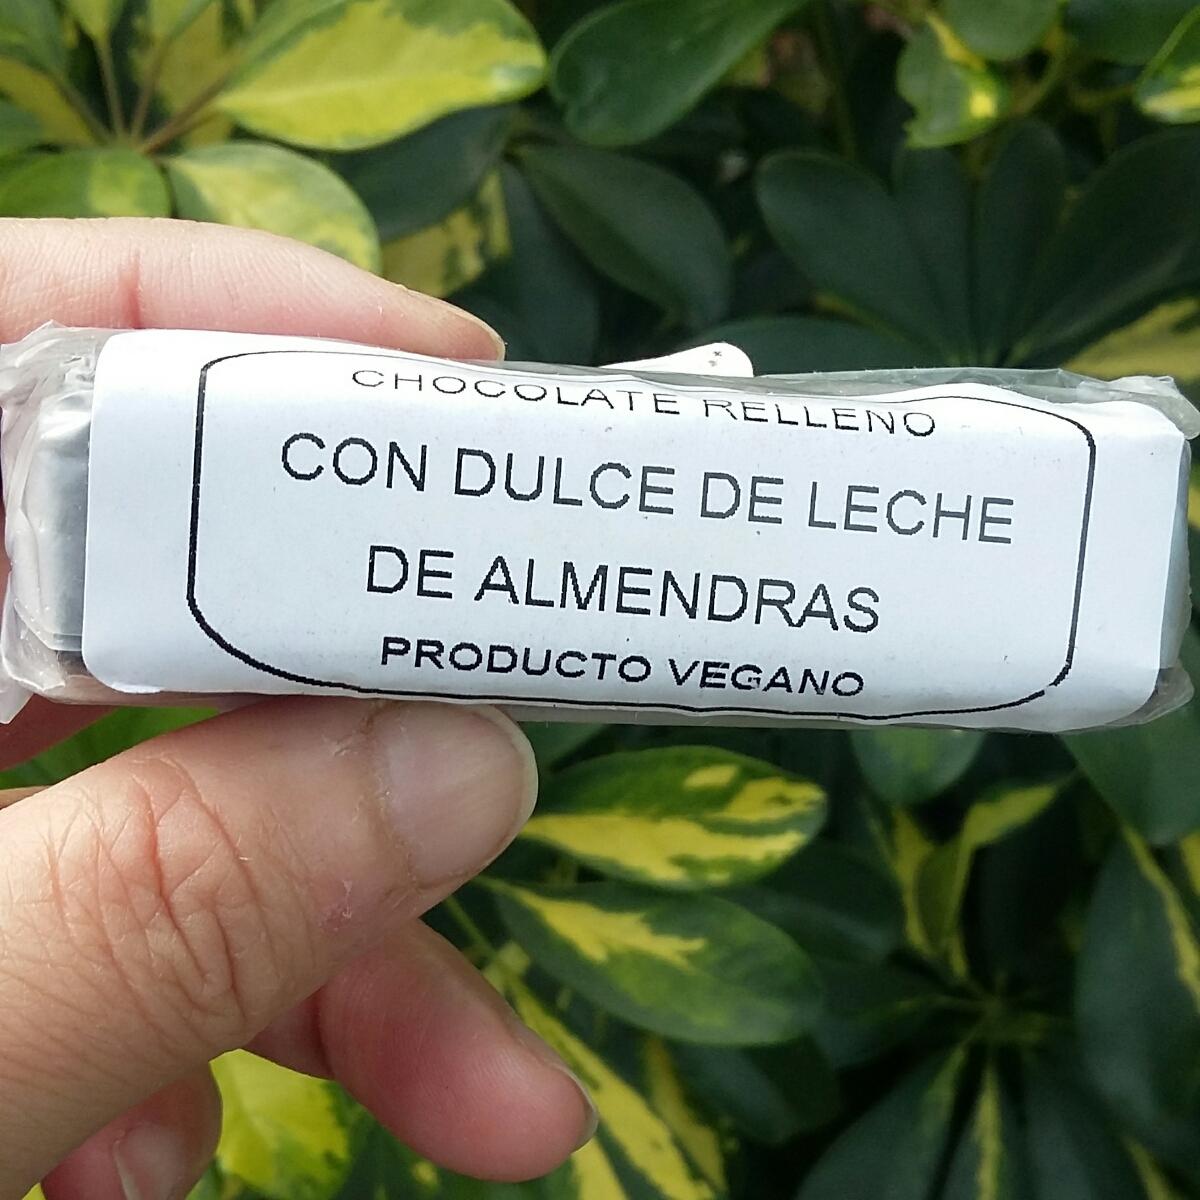 CHOCOLATE RELLENO
CON DULCE DE LECHE
DE ALMENDRAS
PRODUCTO VEGANO